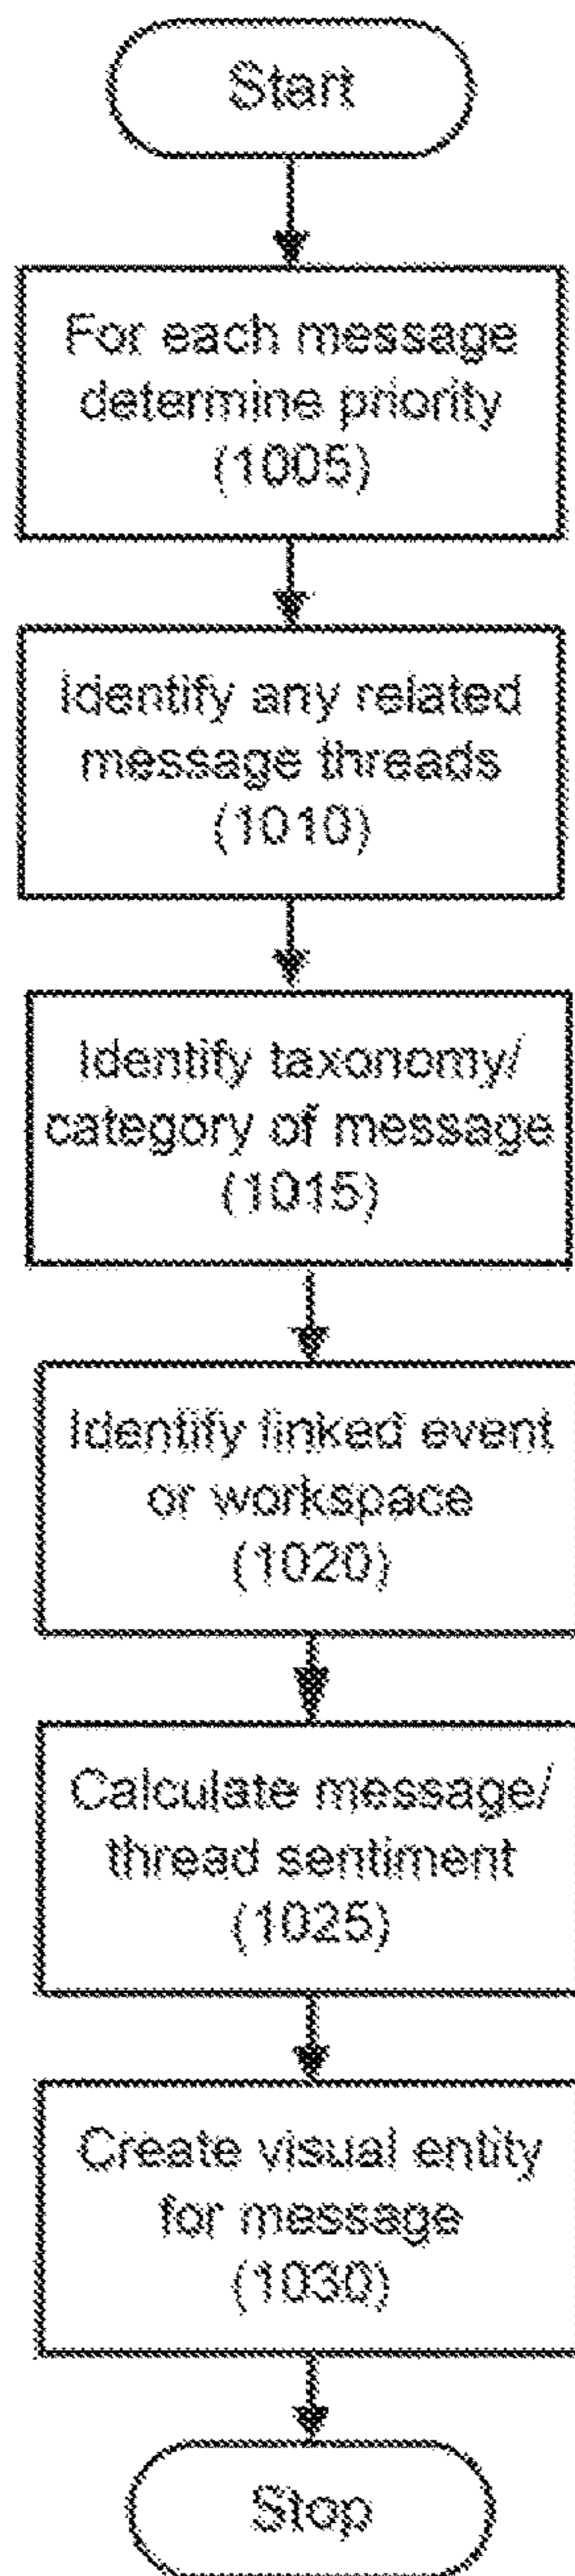 Start
For each message
determine priority
(1005)
Identify any related
message threads
(1010)
Identify taxonomy/
category of message
(1015)
Identify linked event
or workspace
(1020)
Calculate message/
thread sentiment
(1025)
Create visual entity
for message
(1030)
Stop